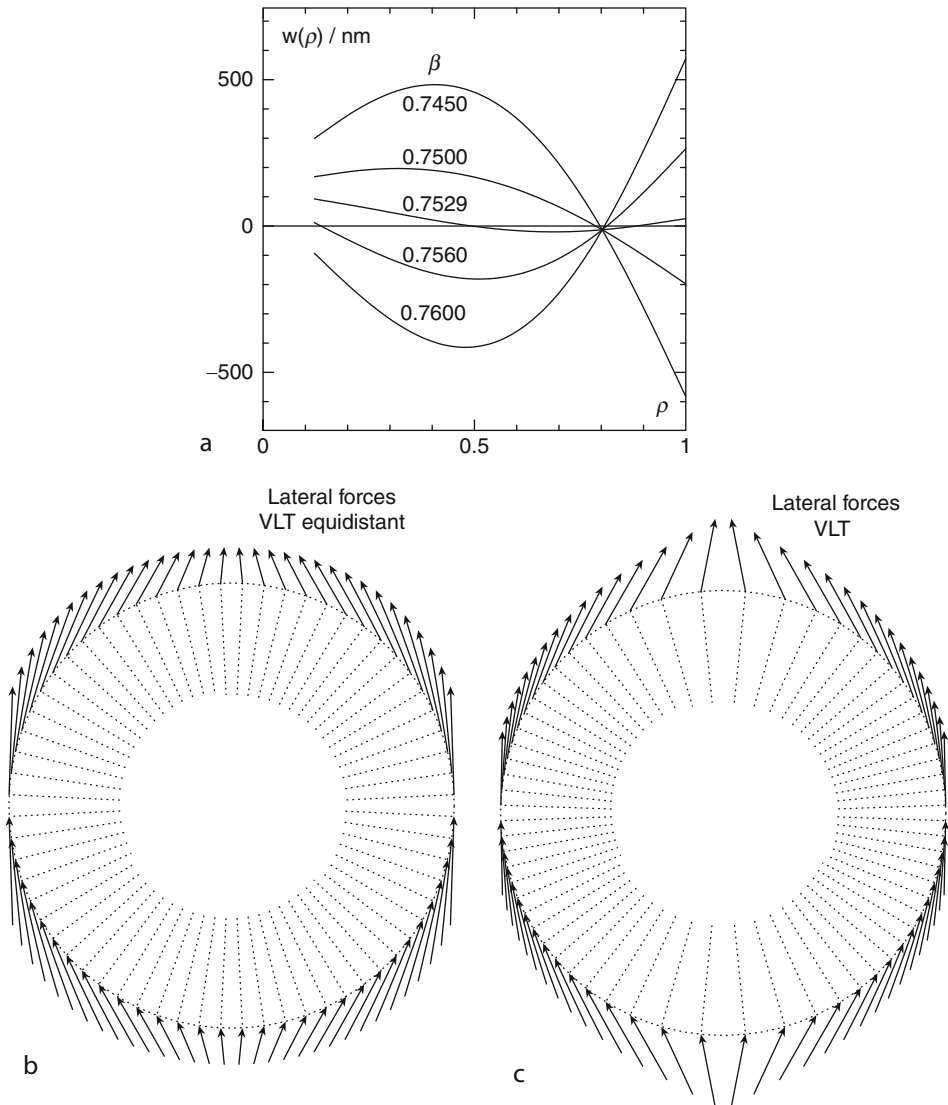 w(ρ) / nm
β
500
0.7450
0.7500
0.7529
0
0.7560
0.7600
−500
ρ
a
0
0.5
1
Lateral forces
VLT equidistant
Lateral forces
VLT
b
c